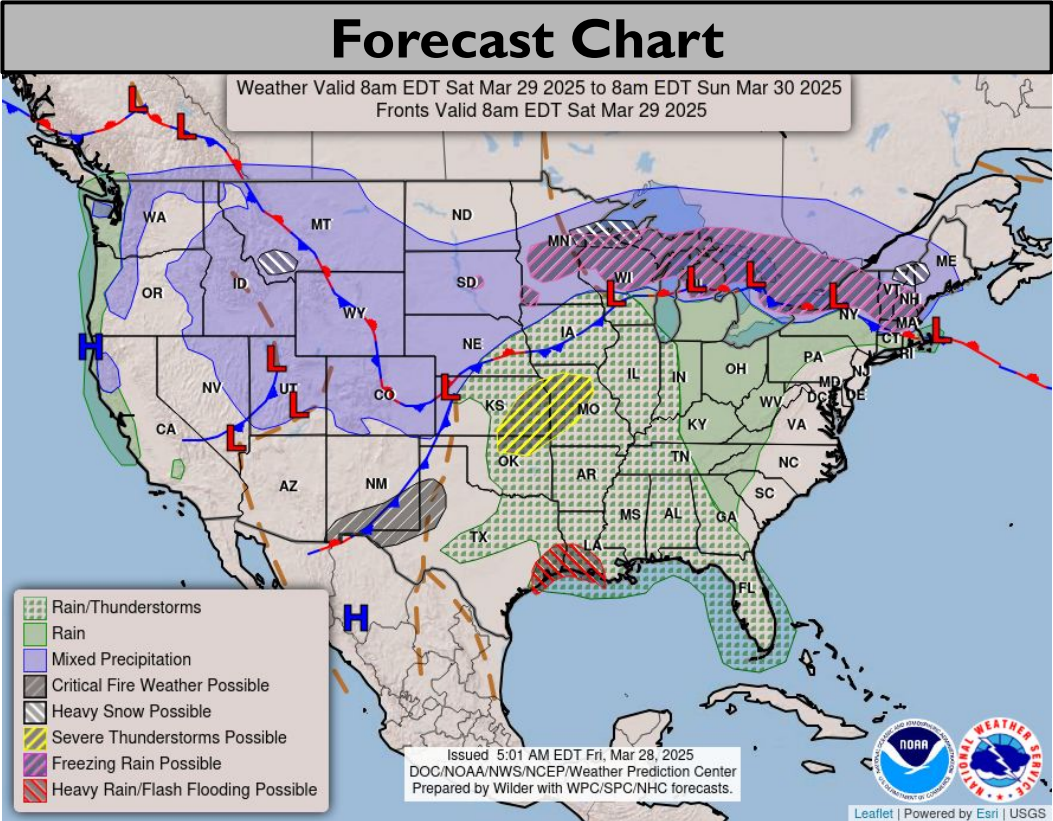 Forecast Chart
Weather Valid 8am EDT Sat Mar 29 2025 to 8am EDT Sun Mar 30 2025
Fronts Valid 8am EDT Sat Mar 29 2025
L
L
WA
MT
ND
MN
ME
OR
ID
SD
WI
L
L
VT
NH
WY
L
L
NY
MA
H
NE
IA
CT
RI
L
L
NV
UT
CO
L
KS
MO
IL
IN
OH
PA
NJ
MD
DE
DC
WV
VA
KY
L
CA
L
OK
TN
NC
AZ
NM
AR
SC
TX
MS
AL
GA
LA
FL
H
Rain/Thunderstorms
Rain
Mixed Precipitation
Critical Fire Weather Possible
Heavy Snow Possible
Severe Thunderstorms Possible
Freezing Rain Possible
Heavy Rain/Flash Flooding Possible
Issued 5:01 AM EDT Fri, Mar 28, 2025
DOC/NOAA/NWS/NCEP/Weather Prediction Center
Prepared by Wilder with WPC/SPC/NHC forecasts.
NOAA
NATIONAL WEATHER SERVICE
Leaflet | Powered by Esri | USGS